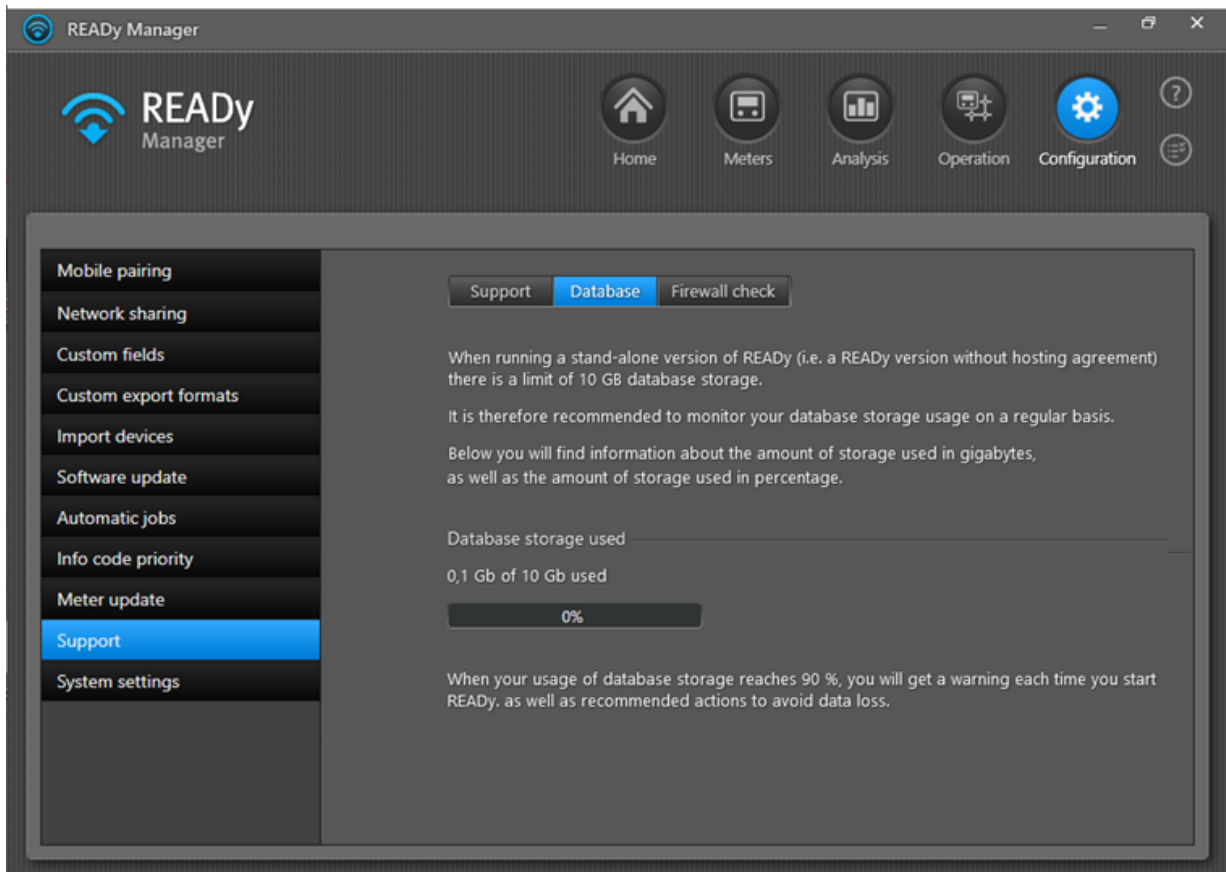 READy Manager
READy
Manager
Home
Meters
Analysis
Operation
Configuration
?
Mobile pairing
Network sharing
Custom fields
Custom export formats
Import devices
Software update
Automatic jobs
Info code priority
Meter update
Support
System settings
Support
Database
Firewall check
When running a stand-alone version of READy (i.e. a READy version without hosting agreement)
there is a limit of 10 GB database storage.
It is therefore recommended to monitor your database storage usage on a regular basis.
Below you will find information about the amount of storage used in gigabytes,
as well as the amount of storage used in percentage.
Database storage used
0,1 Gb of 10 Gb used
0%
When your usage of database storage reaches 90 %, you will get a warning each time you start
READy. as well as recommended actions to avoid data loss.